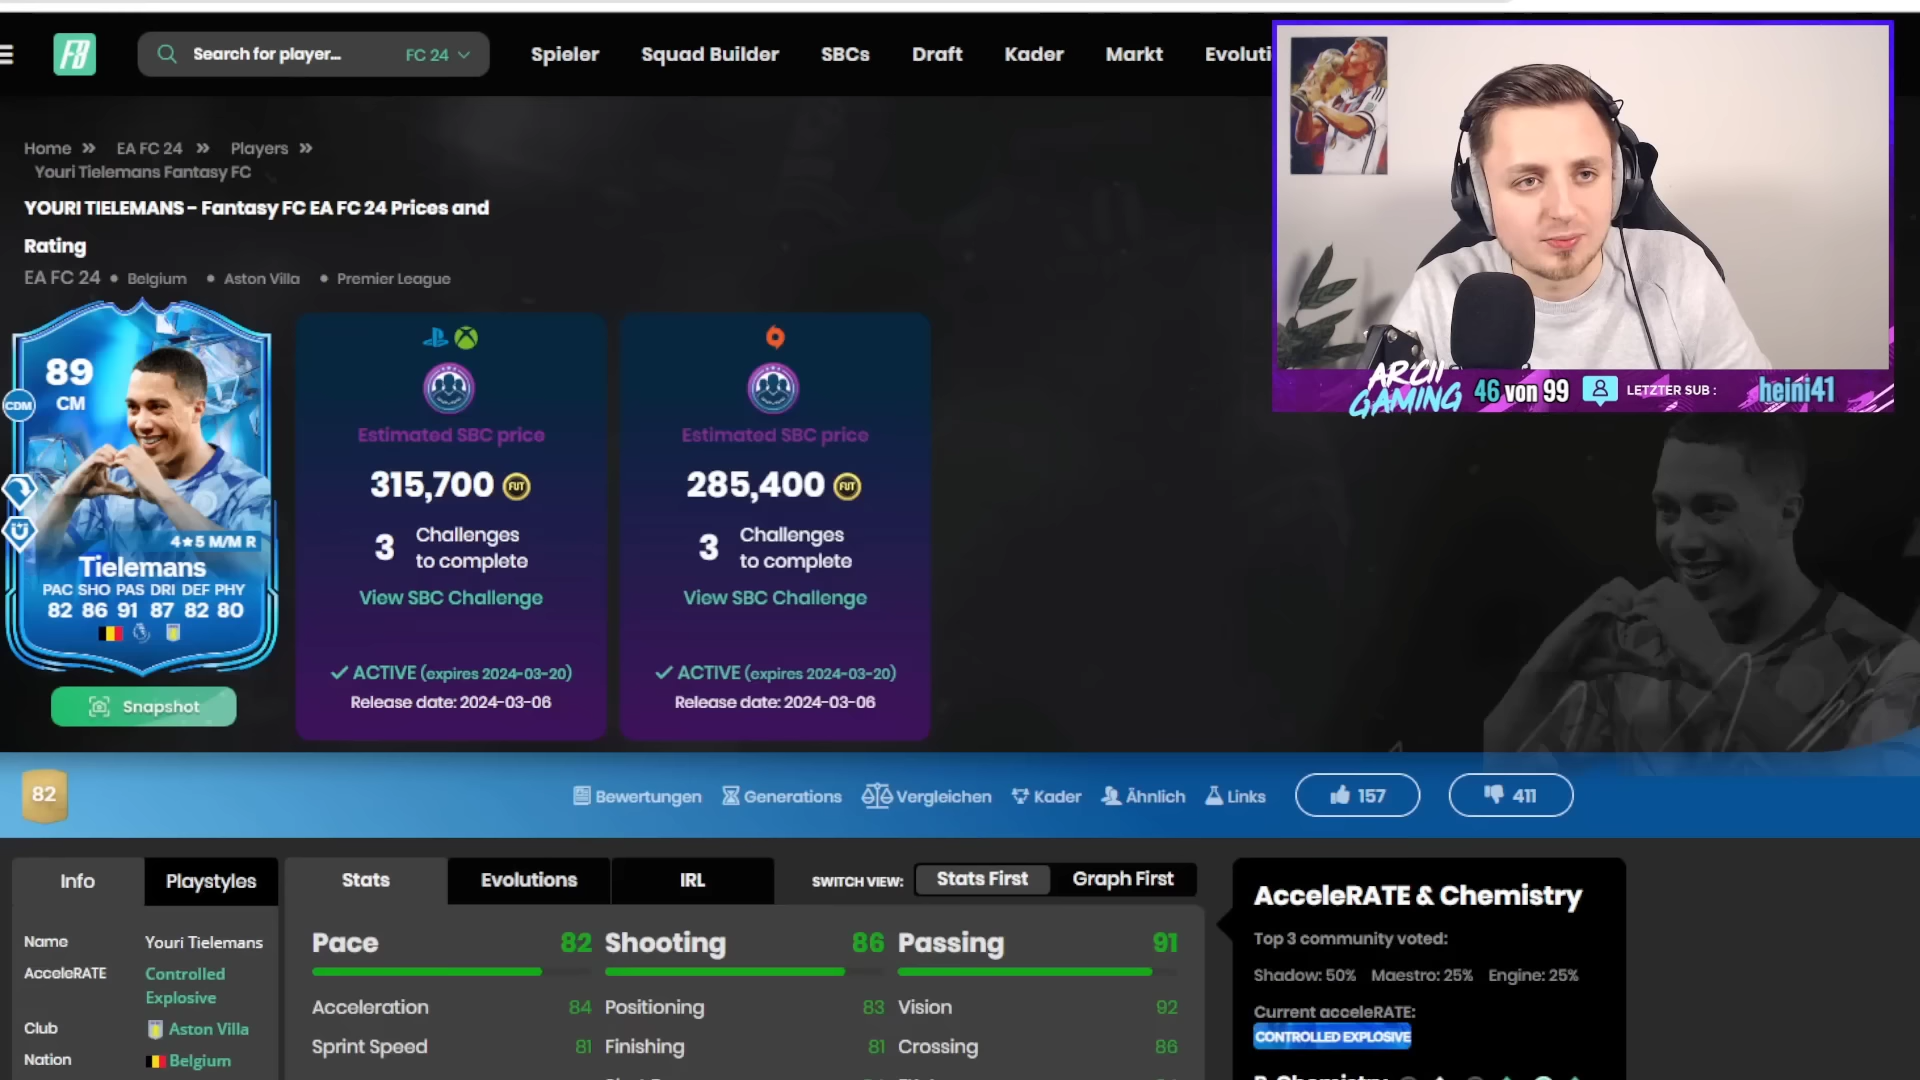 Search for player...
FC 24
Spieler
Squad Builder
SBCs
Draft
Kader
Markt
Home » EA FC 24 » Players »
Youri Tielemans Fantasy FC
YOURI TIELEMANS - Fantasy FC EA FC 24 Prices and
Rating
EA FC 24 • Belgium • Aston Villa • Premier League
89
CM
CDM
4★5 M/M R
Tielemans
PAC SHO PAS DRI DEF PHY
82 86 91 87 82 80
Snapshot
Estimated SBC price
315,700 FUT
3 Challenges
to complete
View SBC Challenge
ACTIVE (expires 2024-03-20)
Release date: 2024-03-06
Estimated SBC price
285,400 FUT
3 Challenges
to complete
View SBC Challenge
ACTIVE (expires 2024-03-20)
Release date: 2024-03-06
ARCII
GAMING
46 von 99
LETZTER SUB :
heini41
82
Bewertungen
Generations
Vergleichen
Kader
Ähnlich
Links
157
411
Info
Playstyles
Name Youri Tielemans
AcceleRATE Controlled
Explosive
Club Aston Villa
Nation Belgium
Stats
Evolutions
IRL
SWITCH VIEW:
Stats First
Graph First
Pace 82
Acceleration 84
Sprint Speed 81
Shooting 86
Positioning 83
Finishing 81
Passing 91
Vision 92
Crossing 86
AcceleRATE & Chemistry
Top 3 community voted:
Shadow: 50% Maestro: 25% Engine: 25%
Current acceleRATE:
CONTROLLED EXPLOSIVE